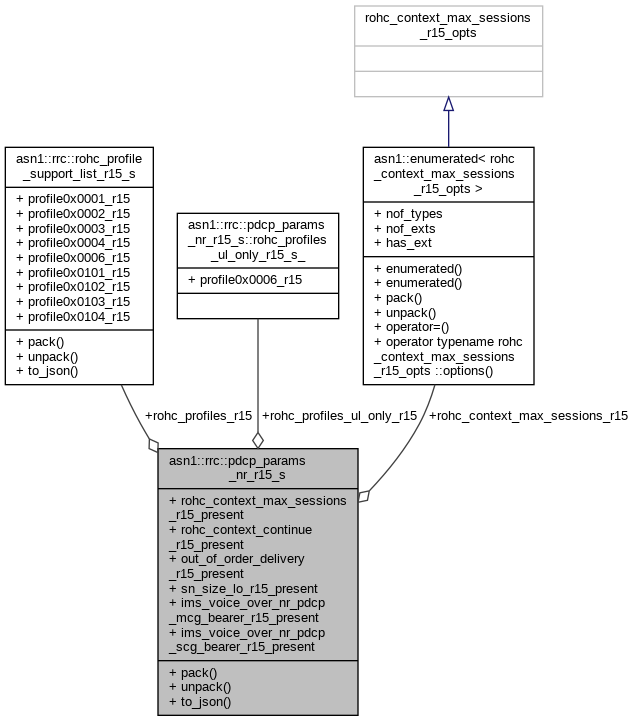 rohc_context_max_sessions
_r15_opts
asn1::rrc::rohc_profile
_support_list_r15_s
+ profile0x0001_r15
+ profile0x0002_r15
+ profile0x0003_r15
+ profile0x0004_r15
+ profile0x0006_r15
+ profile0x0101_r15
+ profile0x0102_r15
+ profile0x0103_r15
+ profile0x0104_r15
+ pack()
+ unpack()
+ to_json()
asn1::rrc::pdcp_params
_nr_r15_s::rohc_profiles
_ul_only_r15_s_
+ profile0x0006_r15
asn1::enumerated< rohc
_context_max_sessions
_r15_opts >
+ nof_types
+ nof_exts
+ has_ext
+ enumerated()
+ enumerated()
+ pack()
+ unpack()
+ operator=()
+ operator typename rohc
_context_max_sessions
_r15_opts ::options()
+rohc_profiles_r15
+rohc_profiles_ul_only_r15
+rohc_context_max_sessions_r15
asn1::rrc::pdcp_params
_nr_r15_s
+ rohc_context_max_sessions
_r15_present
+ rohc_context_continue
_r15_present
+ out_of_order_delivery
_r15_present
+ sn_size_lo_r15_present
+ ims_voice_over_nr_pdcp
_mcg_bearer_r15_present
+ ims_voice_over_nr_pdcp
_scg_bearer_r15_present
+ pack()
+ unpack()
+ to_json()